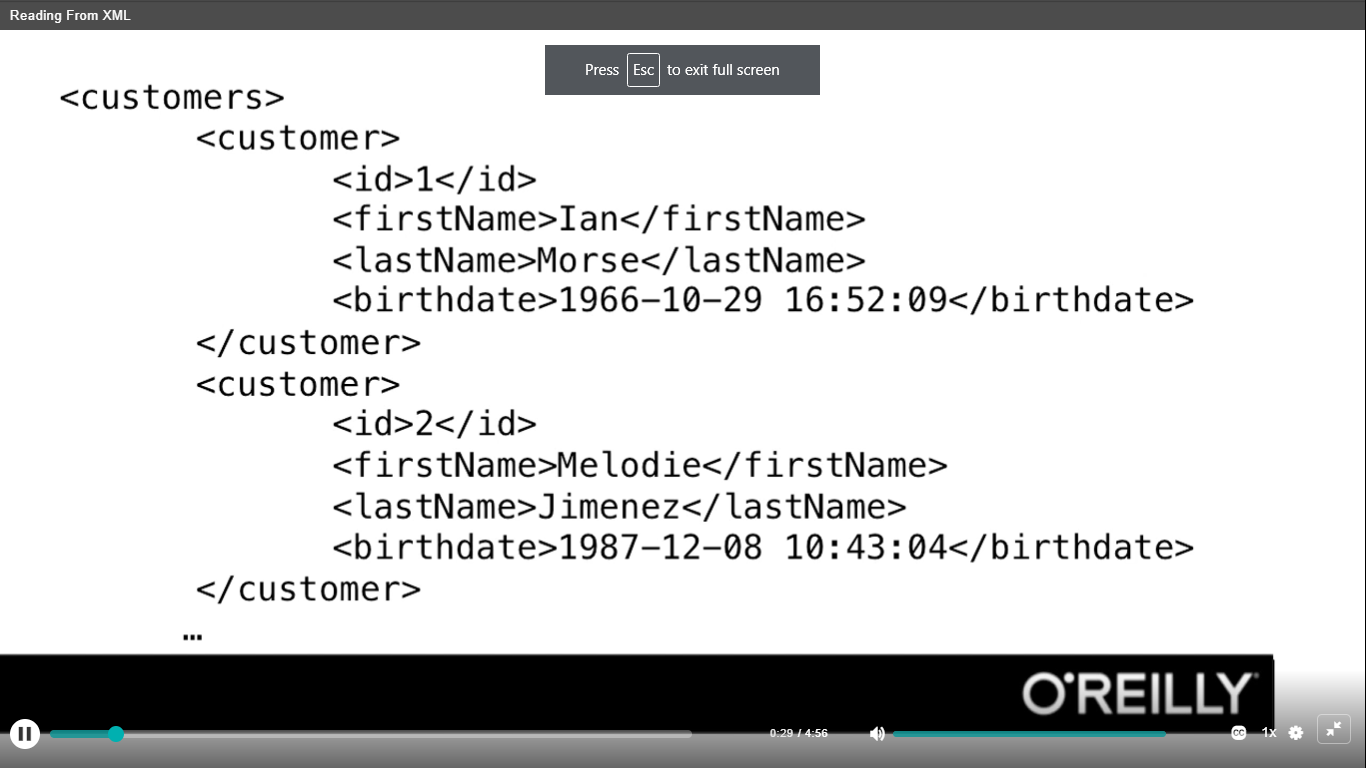 Reading From XML
Press Esc to exit full screen
<customers>
<customer>
<id>1</id>
<firstName>Ian</firstName>
<lastName>Morse</lastName>
<birthdate>1966-10-29 16:52:09</birthdate>
</customer>
<customer>
<id>2</id>
<firstName>Melodie</firstName>
<lastName>Jimenez</lastName>
<birthdate>1987-12-08 10:43:04</birthdate>
</customer>
…
O'REILLY
0:29 / 4:56
CC
1x